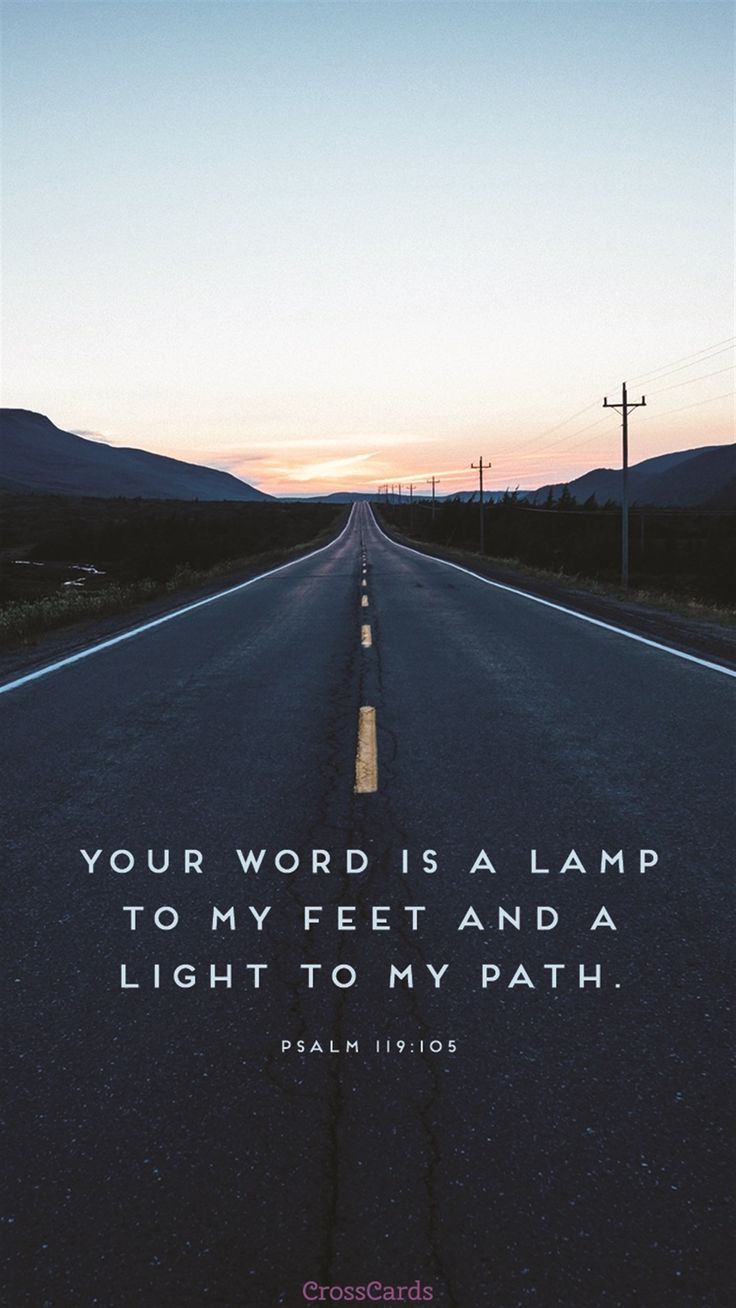 YOUR WORD IS A LAMP
TO MY FEET AND A
LIGHT TO MY PATH.
PSALM 119:105
CrossCards